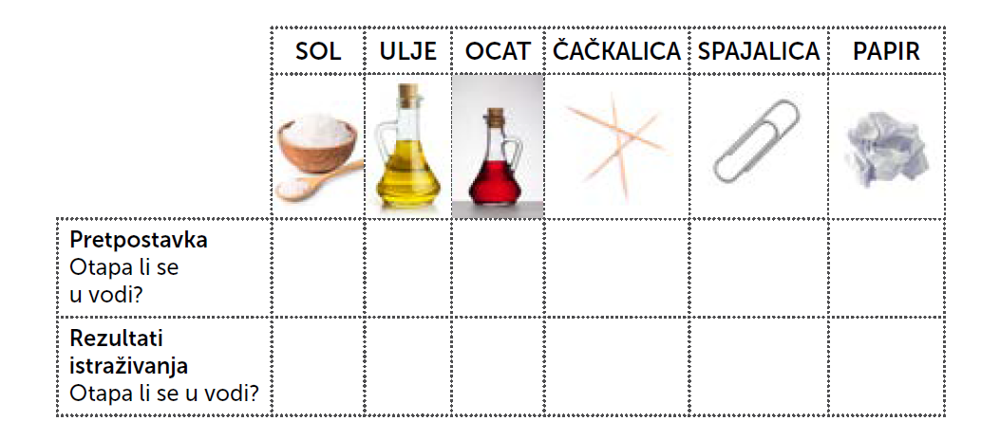 SOL ULJE OCAT ČAČKALICA SPAJALICA PAPIR
Pretpostavka
Otapa li se
u vodi?
Rezultati
istraživanja
Otapa li se u vodi?